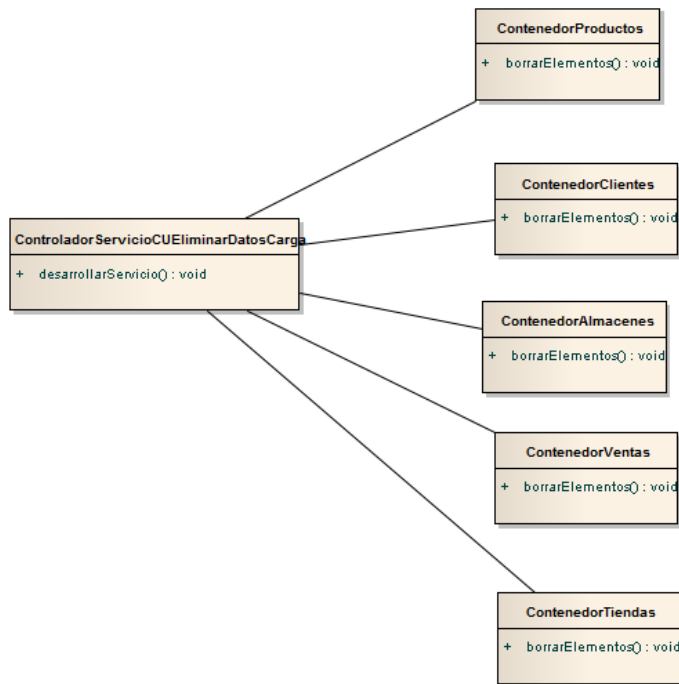 ContenedorProductos
+ borrarElementos() : void
ContenedorClientes
+ borrarElementos() : void
ControladorServicioCUEliminarDatosCarga
+ desarrollarServicio() : void
ContenedorAlmacenes
+ borrarElementos() : void
ContenedorVentas
+ borrarElementos() : void
ContenedorTiendas
+ borrarElementos() : void